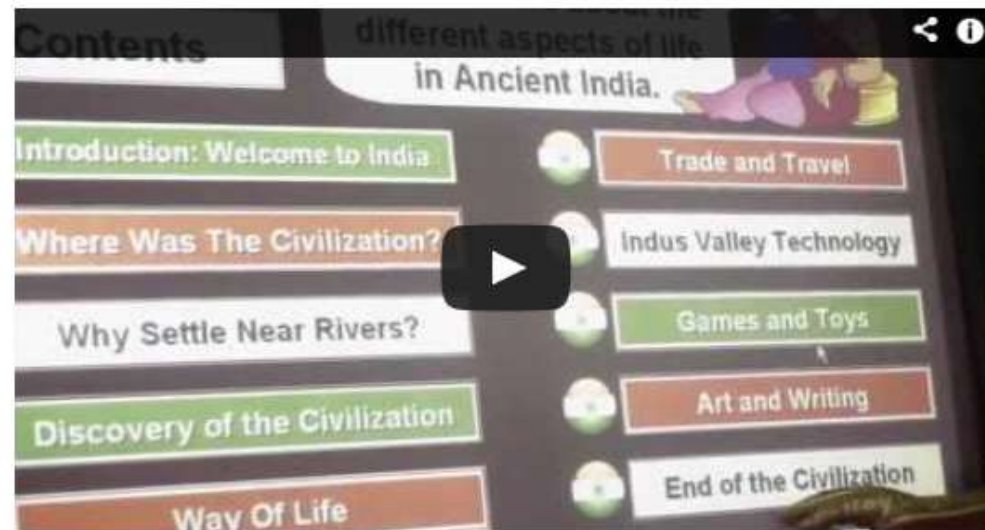 Contents
different aspects of life
in Ancient India.
Introduction: Welcome to India
Where Was The Civilization?
Why Settle Near Rivers?
Discovery of the Civilization
Way Of Life
Trade and Travel
Indus Valley Technology
Games and Toys
Art and Writing
End of the Civilization